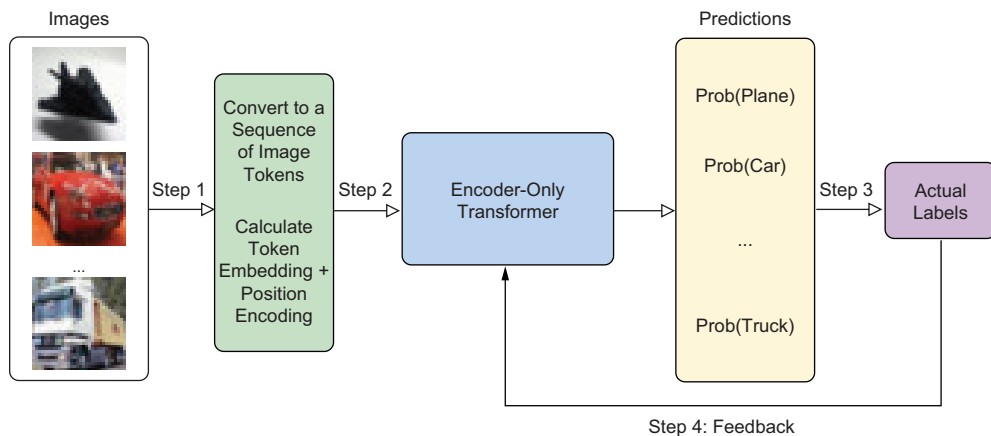 Images
...
Step 1
Convert to a
Sequence
of Image
Tokens
Calculate
Token
Embedding +
Position
Encoding
Step 2
Encoder-Only
Transformer
Predictions
Prob(Plane)
Prob(Car)
...
Prob(Truck)
Step 3
Actual
Labels
Step 4: Feedback